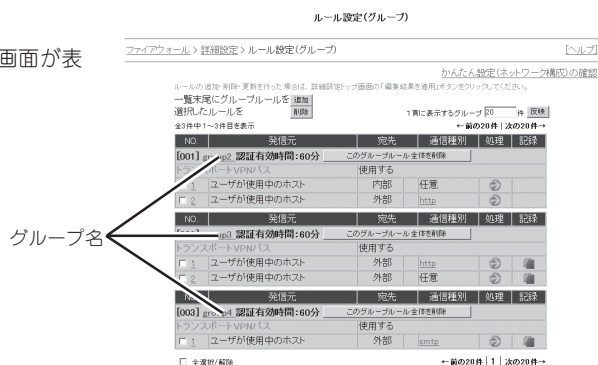 ルール設定(グループ)
画面が表
ファイアウォール > 詳細設定 > ルール設定(グループ) [ヘルプ]
かんたん設定(ネットワーク構成)の確認
ルールの追加・削除・更新を行った場合は、詳細設定トップ画面の「編集結果を適用」ボタンをクリックしてください。
一覧末尾にグループルールを 追加
選択したルールを 削除 1頁に表示するグループ 20 件 反映
全3件中1~3件目を表示 ←前の20件 | 次の20件→
NO. 発信元 宛先 通信種別 処理 記録
[001] group2 認証有効時間:60分 このグループルール全体を削除
トランスポートVPNパス 使用する
1 ユーザが使用中のホスト 内部 任意
2 ユーザが使用中のホスト 外部 http
グループ名
NO. 発信元 宛先 通信種別 処理 記録
group3 認証有効時間:60分 このグループルール全体を削除
トランスポートVPNパス 使用する
1 ユーザが使用中のホスト 外部 http
2 ユーザが使用中のホスト 外部 任意
NO. 発信元 宛先 通信種別 処理 記録
[003] group4 認証有効時間:60分 このグループルール全体を削除
トランスポートVPNパス 使用する
1 ユーザが使用中のホスト 外部 smtp
全選択/解除 ←前の20件 | 1 | 次の20件→